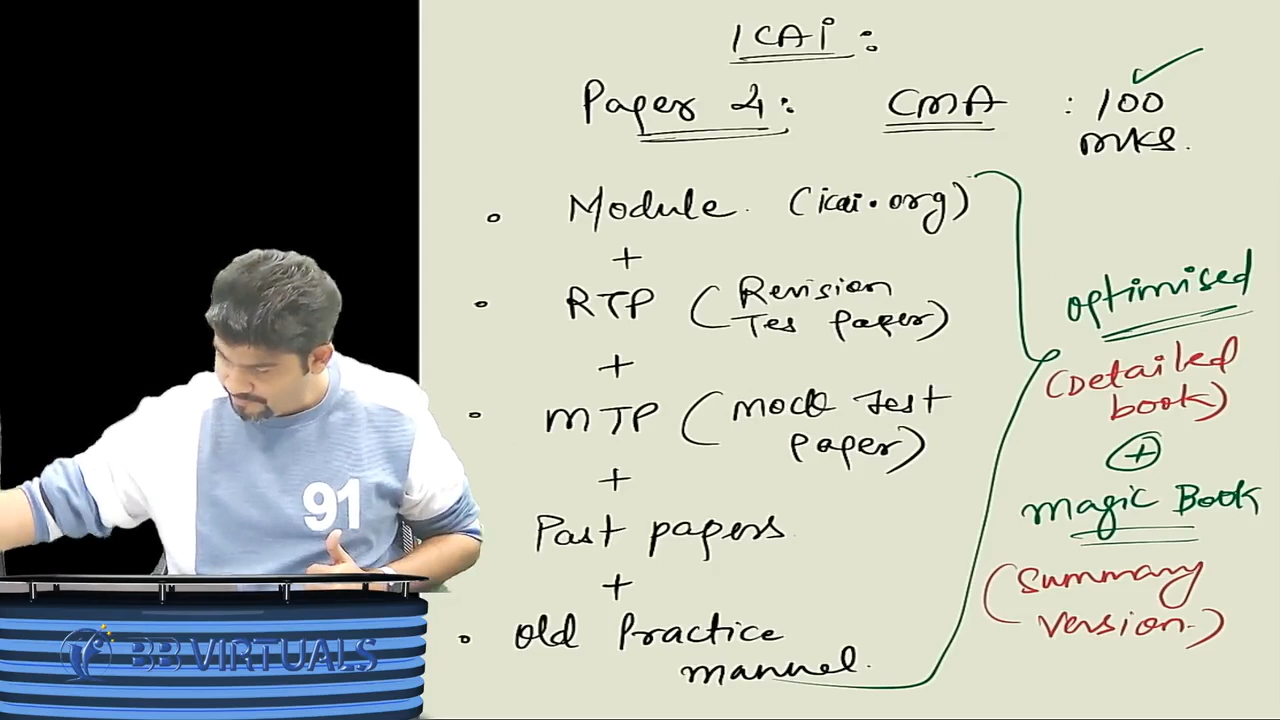 ICAI :
Paper 4 : CMA : 100
mks.
• Module. (icai.org)
+
• RTP (Revision
Tes paper)
+
• MTP (Mock Test
paper)
+
Past papers
+
• Old Practice
manual.
optimised
(Detailed
book)
+
Magic Book
(Summary
version.)
91
BB VIRTUALS